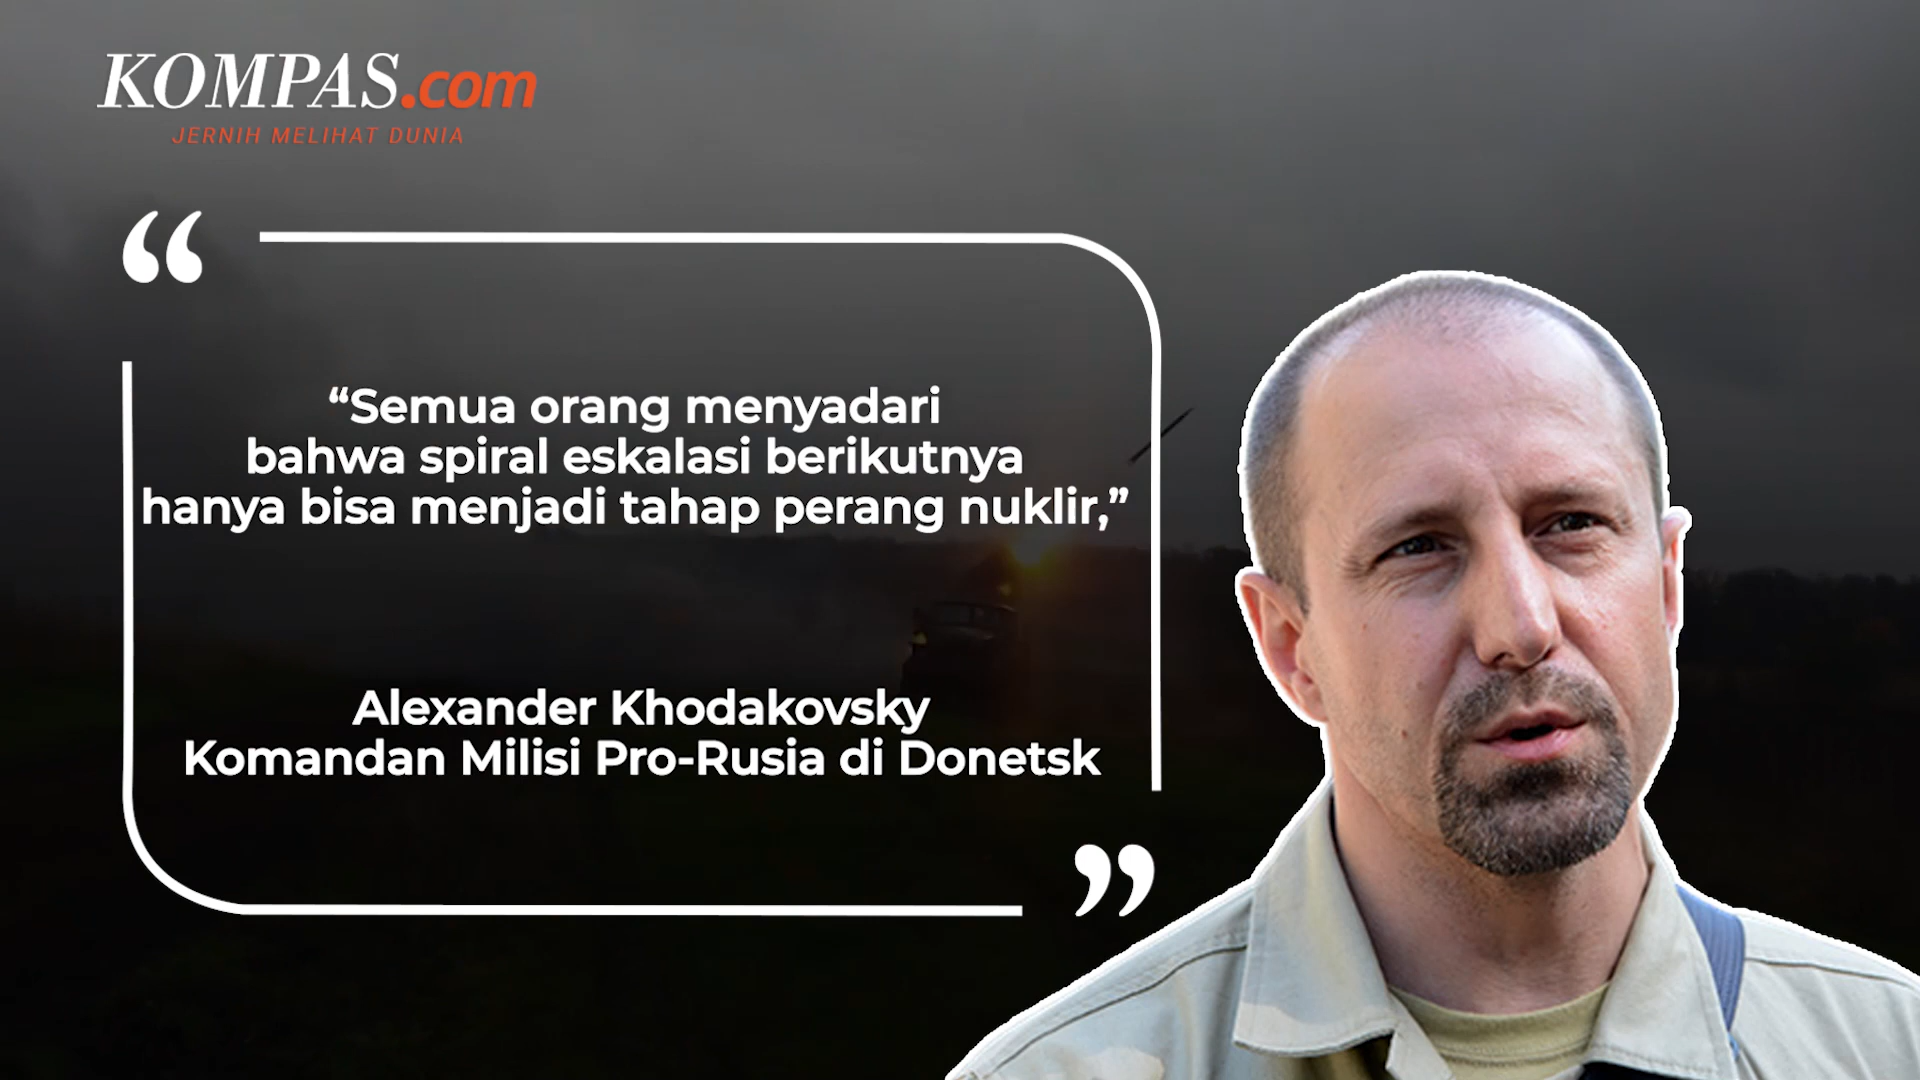 KOMPAS.com
JERNIH MELIHAT DUNIA
“
“Semua orang menyadari
bahwa spiral eskalasi berikutnya
hanya bisa menjadi tahap perang nuklir,”
Alexander Khodakovsky
Komandan Milisi Pro-Rusia di Donetsk
”